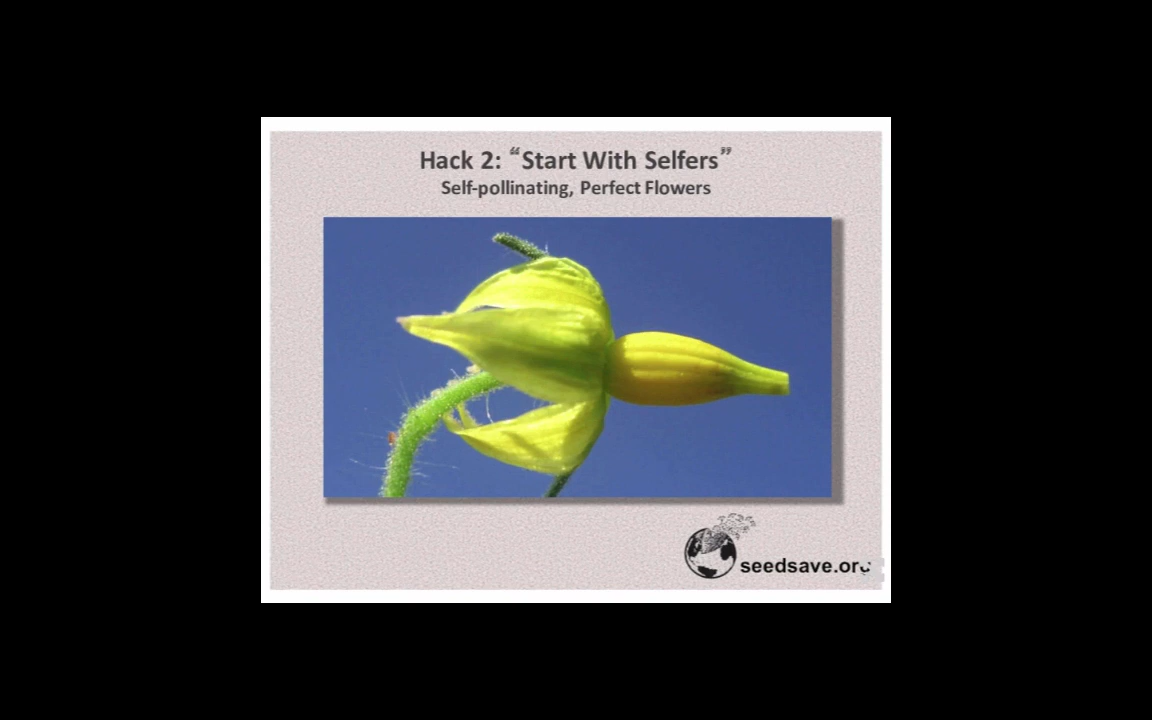 Hack 2: “Start With Selfers”
Self-pollinating, Perfect Flowers
seedsave.org